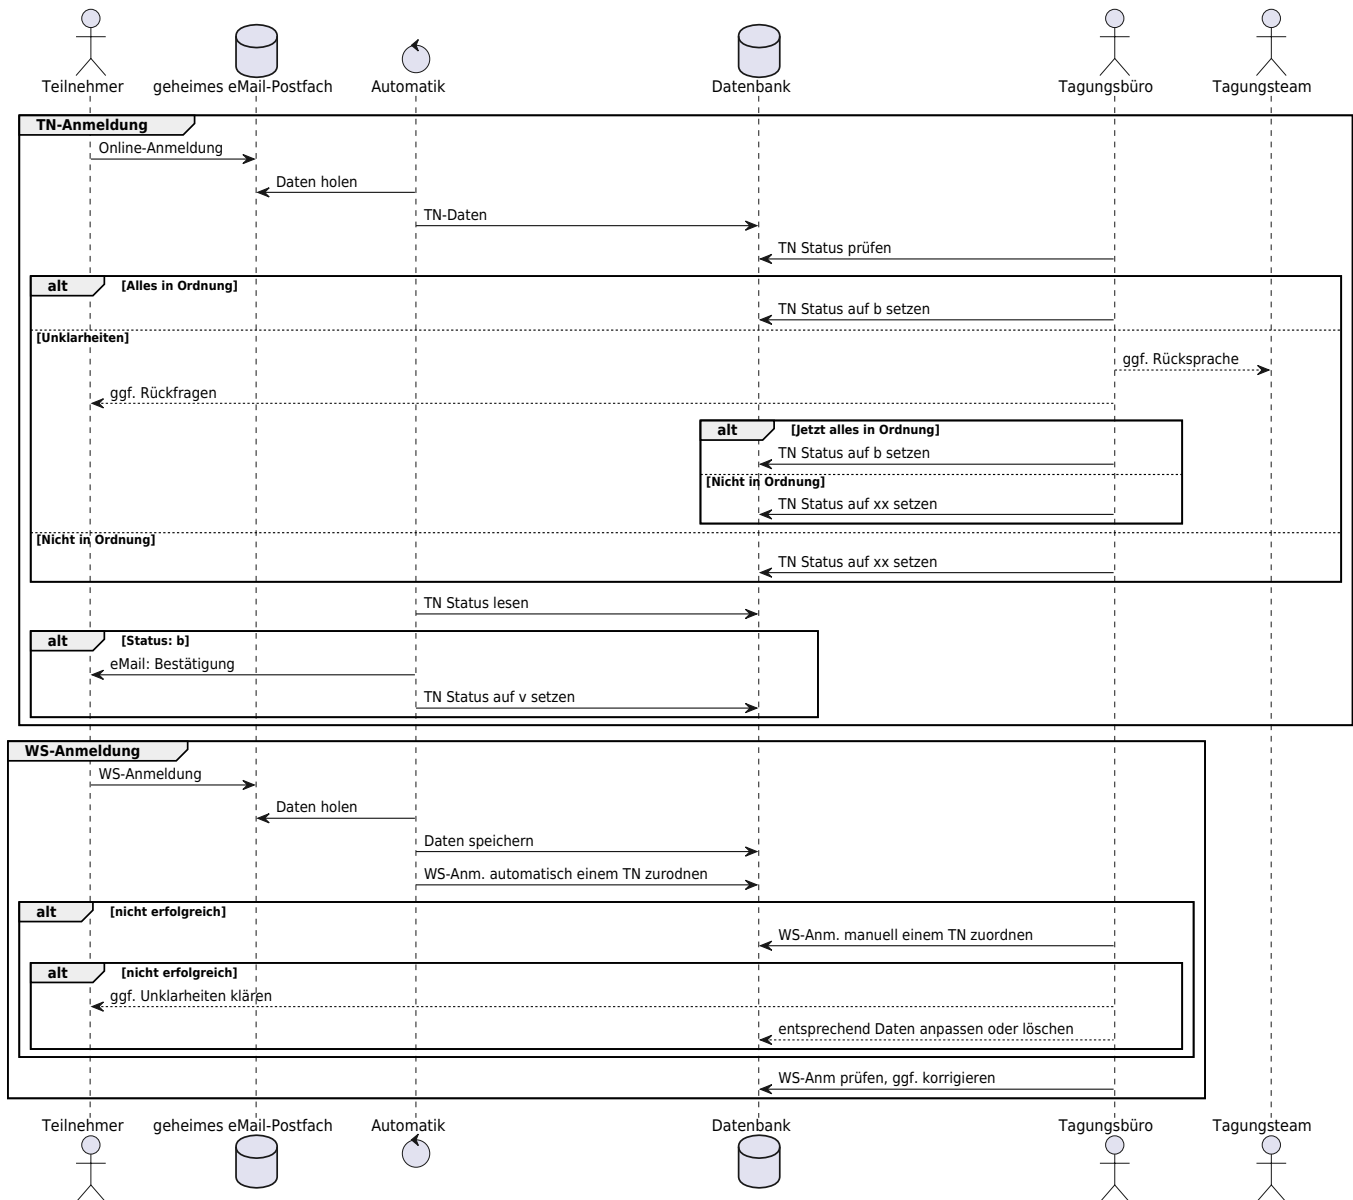 Teilnehmer
geheimes eMail-Postfach
Automatik
Datenbank
Tagungsbüro
Tagungsteam
TN-Anmeldung
Online-Anmeldung
Daten holen
TN-Daten
TN Status prüfen
alt [Alles in Ordnung]
TN Status auf b setzen
[Unklarheiten]
ggf. Rücksprache
ggf. Rückfragen
alt [Jetzt alles in Ordnung]
TN Status auf b setzen
[Nicht in Ordnung]
TN Status auf xx setzen
[Nicht in Ordnung]
TN Status auf xx setzen
TN Status lesen
alt [Status: b]
eMail: Bestätigung
TN Status auf v setzen
WS-Anmeldung
WS-Anmeldung
Daten holen
Daten speichern
WS-Anm. automatisch einem TN zurodnen
alt [nicht erfolgreich]
WS-Anm. manuell einem TN zuordnen
alt [nicht erfolgreich]
ggf. Unklarheiten klären
entsprechend Daten anpassen oder löschen
WS-Anm prüfen, ggf. korrigieren
Teilnehmer
geheimes eMail-Postfach
Automatik
Datenbank
Tagungsbüro
Tagungsteam